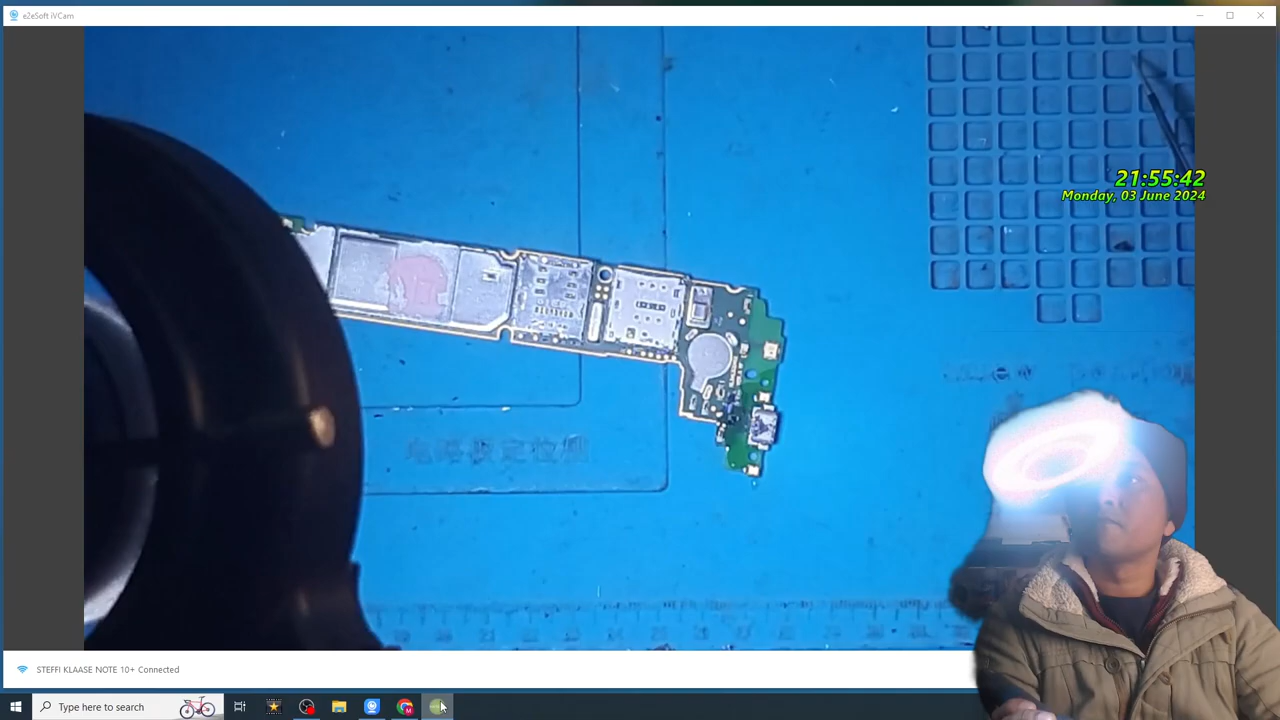 e2eSoft iVCam
21:55:42
Monday, 03 June 2024
STEFFI KLAASE NOTE 10+ Connected
Type here to search